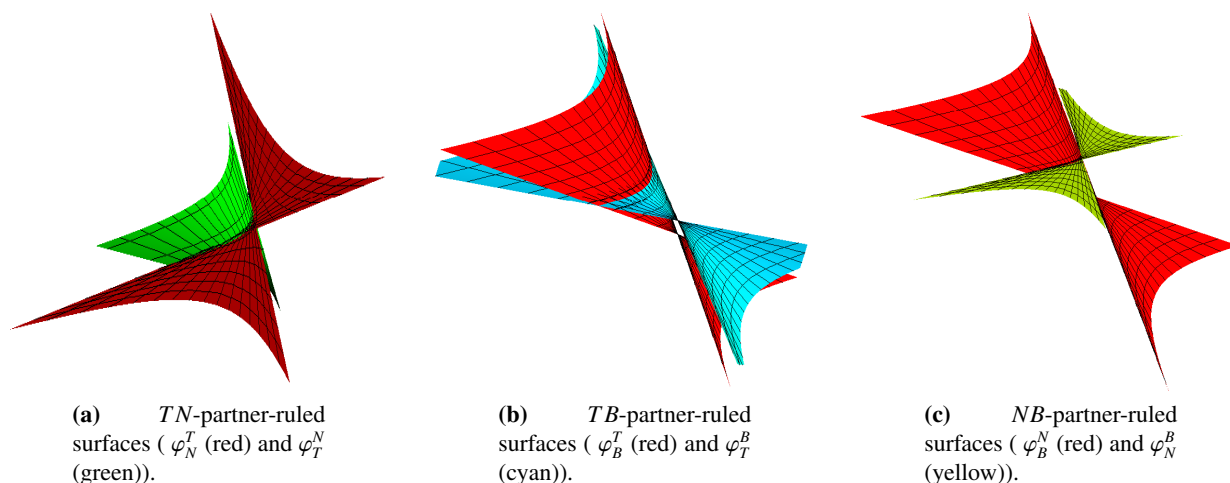 (a) TN-partner-ruled
surfaces ( φ_N^T (red) and φ_T^N
(green)).
(b) TB-partner-ruled
surfaces ( φ_B^T (red) and φ_T^B
(cyan)).
(c) NB-partner-ruled
surfaces ( φ_B^N (red) and φ_N^B
(yellow)).